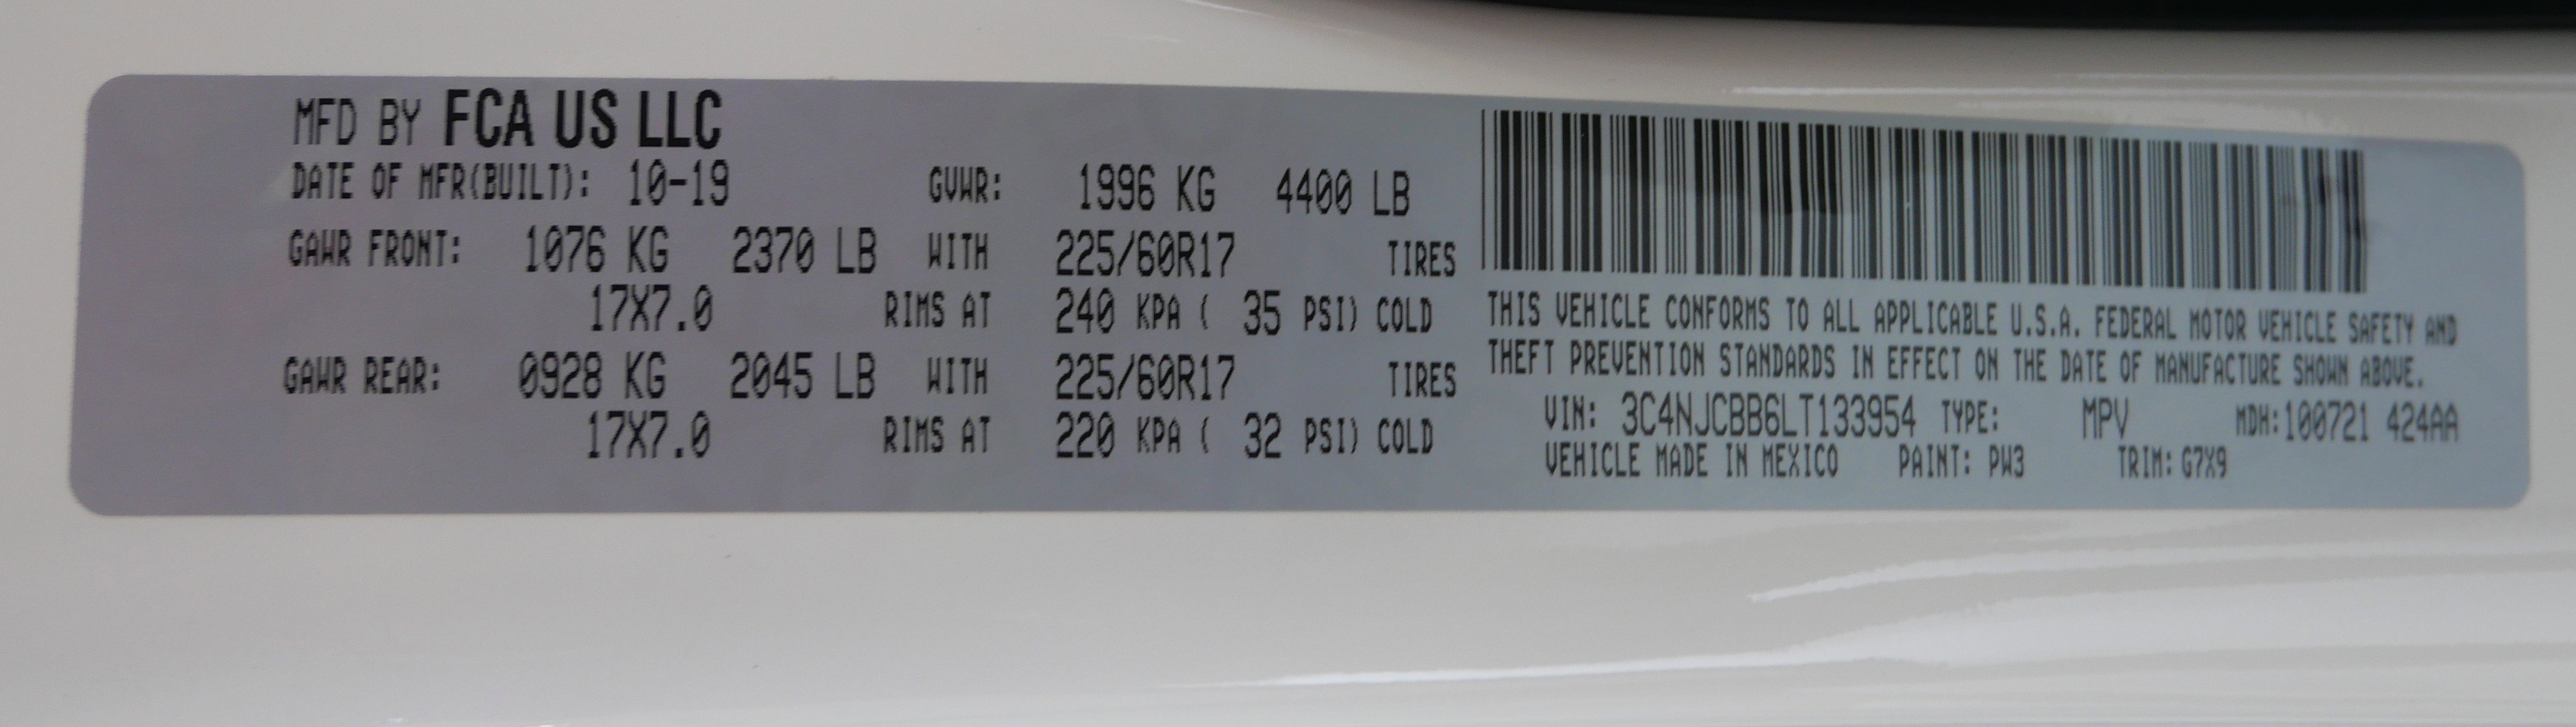 MFD BY FCA US LLC
DATE OF MFR(BUILT): 10-19 GVWR: 1996 KG 4400 LB
GAWR FRONT: 1076 KG 2370 LB WITH 225/60R17 TIRES
17X7.0 RIMS AT 240 KPA ( 35 PSI) COLD
GAWR REAR: 0928 KG 2045 LB WITH 225/60R17 TIRES
17X7.0 RIMS AT 220 KPA ( 32 PSI) COLD
THIS VEHICLE CONFORMS TO ALL APPLICABLE U.S.A. FEDERAL MOTOR VEHICLE SAFETY AND
THEFT PREVENTION STANDARDS IN EFFECT ON THE DATE OF MANUFACTURE SHOWN ABOVE.
VIN: 3C4NJCBB6LT133954 TYPE: MPV MDH:100721 424AA
VEHICLE MADE IN MEXICO PAINT: PW3 TRIM: G7X9